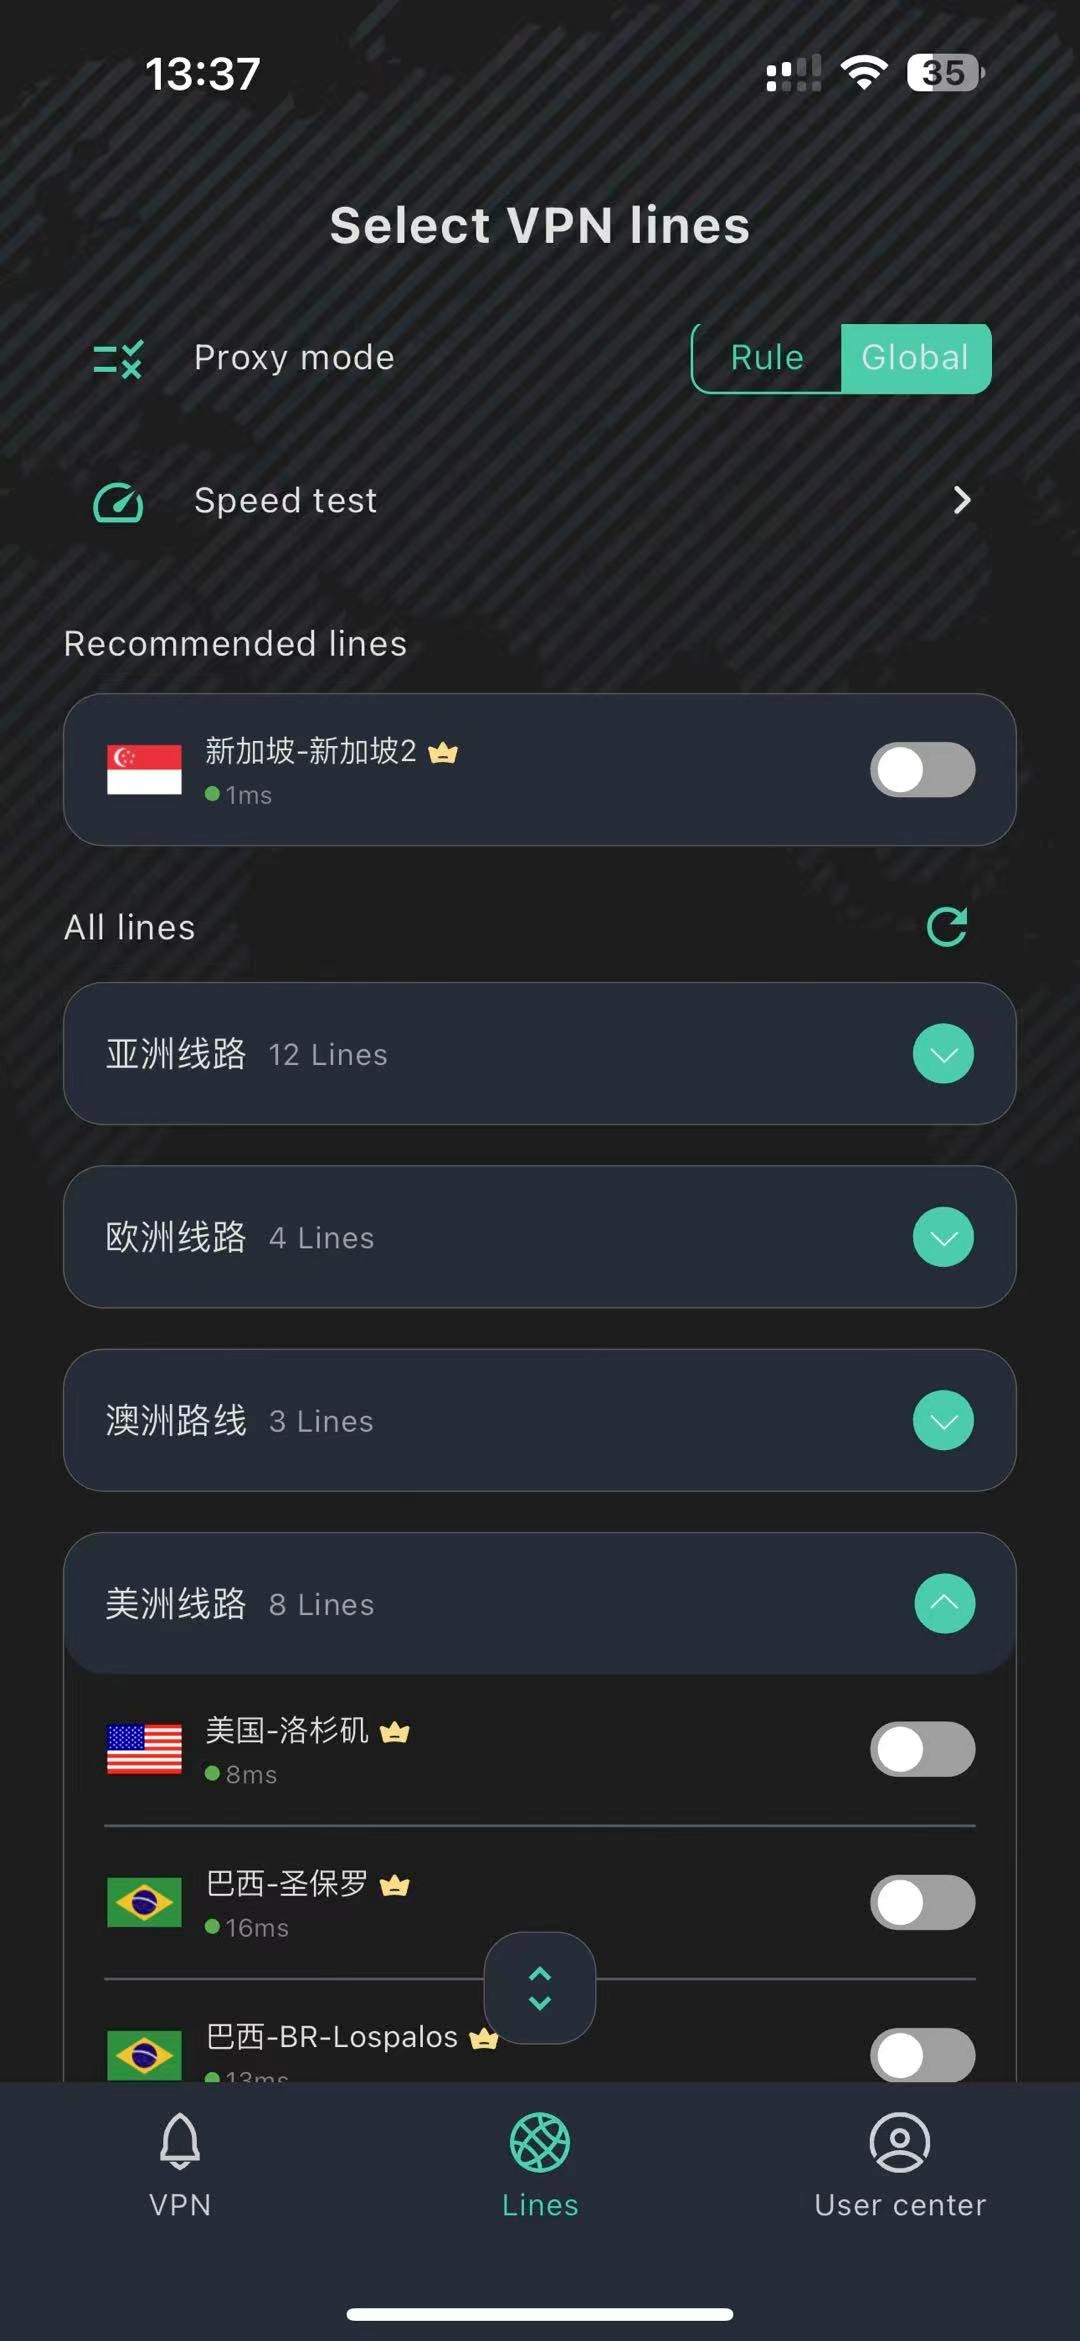 13:37
35
Select VPN lines
Proxy mode
Rule
Global
Speed test
Recommended lines
新加坡-新加坡2
1ms
All lines
亚洲线路 12 Lines
欧洲线路 4 Lines
澳洲路线 3 Lines
美洲线路 8 Lines
美国-洛杉矶
8ms
巴西-圣保罗
16ms
巴西-BR-Lospalos
13ms
VPN
Lines
User center